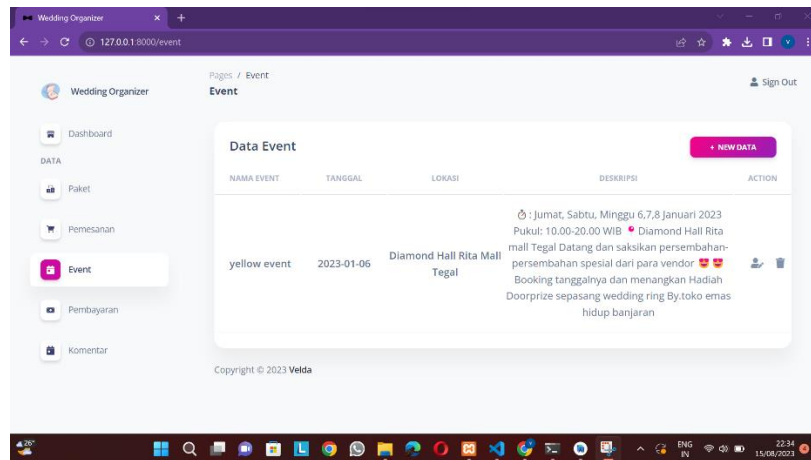 Wedding Organizer
127.0.0.1:8000/event
Wedding Organizer
Pages / Event
Event
Sign Out
Dashboard
DATA
Paket
Pemesanan
Event
Pembayaran
Komentar
Data Event
+ NEW DATA
NAMA EVENT TANGGAL LOKASI DESKRIPSI ACTION
yellow event 2023-01-06 Diamond Hall Rita Mall
Tegal
⏱ : Jumat, Sabtu, Minggu 6,7,8 Januari 2023
Pukul: 10.00-20.00 WIB 📍 Diamond Hall Rita
mall Tegal Datang dan saksikan persembahan-
persembahan spesial dari para vendor 😍 😍
Booking tanggalnya dan menangkan Hadiah
Doorprize sepasang wedding ring By.toko emas
hidup banjaran
Copyright © 2023 Velda
26°
ENG
IN
22:34
15/08/2023